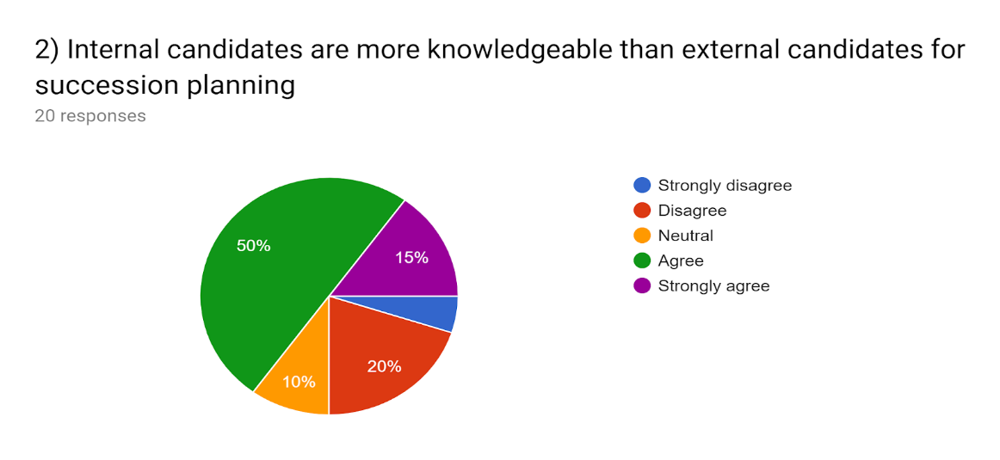 2) Internal candidates are more knowledgeable than external candidates for
succession planning
20 responses
Strongly disagree
Disagree
Neutral
Agree
Strongly agree
50%
15%
20%
10%